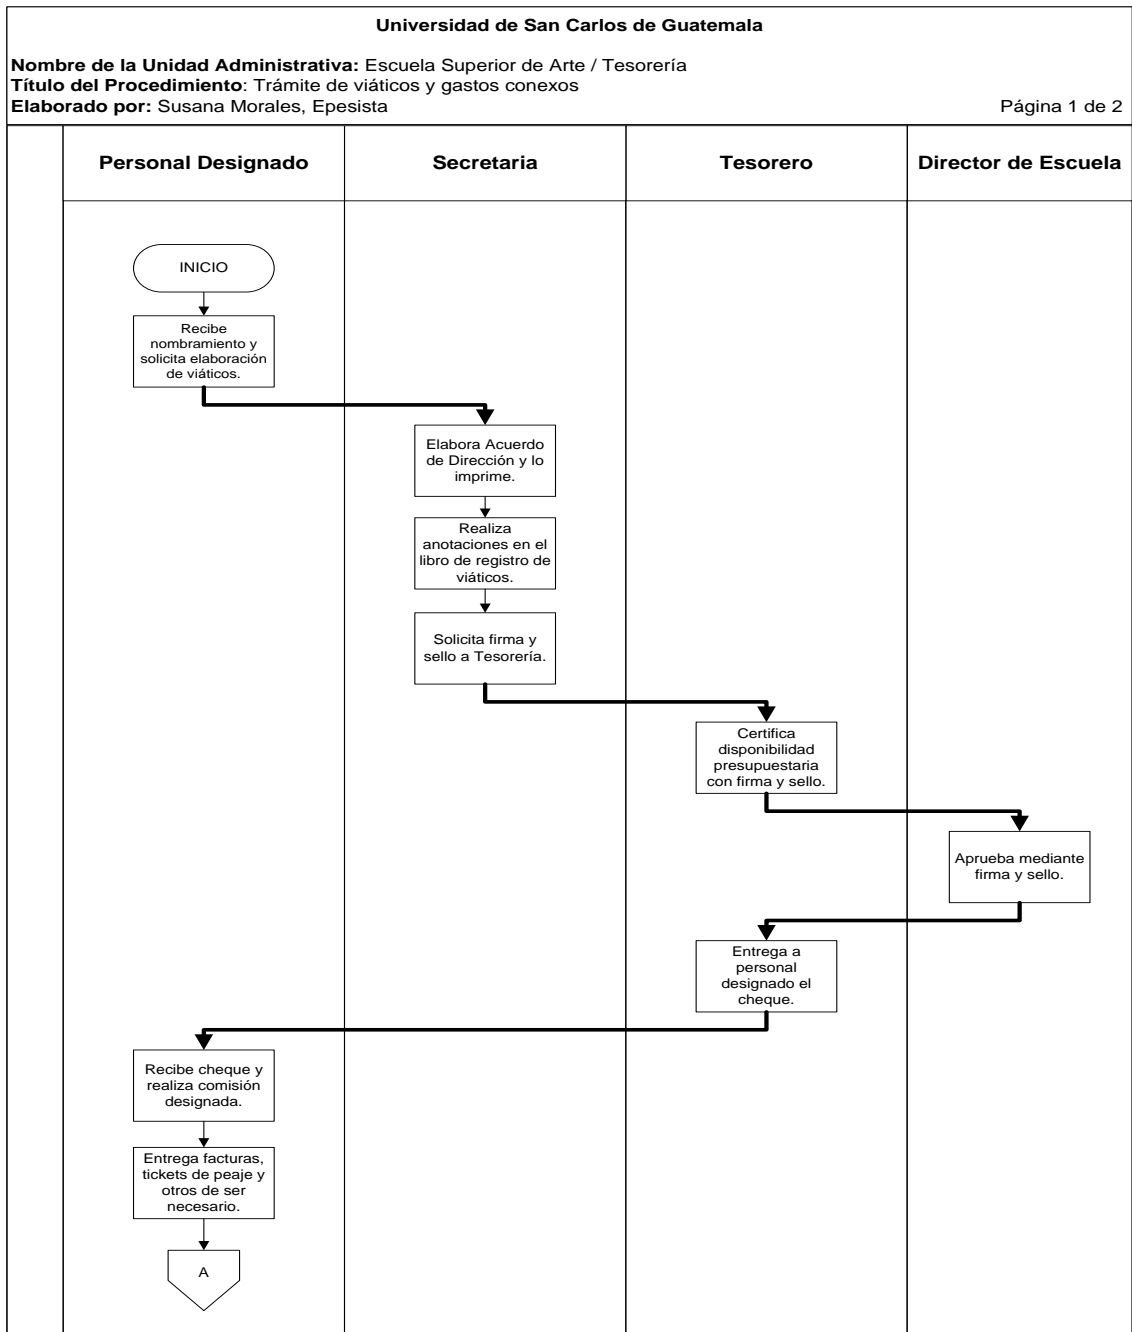 Universidad de San Carlos de Guatemala
Nombre de la Unidad Administrativa: Escuela Superior de Arte / Tesorería
Título del Procedimiento: Trámite de viáticos y gastos conexos
Elaborado por: Susana Morales, Epesista
Página 1 de 2
Personal Designado
Secretaria
Tesorero
Director de Escuela
INICIO
Recibe
nombramiento y
solicita elaboración
de viáticos.
Elabora Acuerdo
de Dirección y lo
imprime.
Realiza
anotaciones en el
libro de registro de
viáticos.
Solicita firma y
sello a Tesorería.
Certifica
disponibilidad
presupuestaria
con firma y sello.
Aprueba mediante
firma y sello.
Entrega a
personal
designado el
cheque.
Recibe cheque y
realiza comisión
designada.
Entrega facturas,
tickets de peaje y
otros de ser
necesario.
A